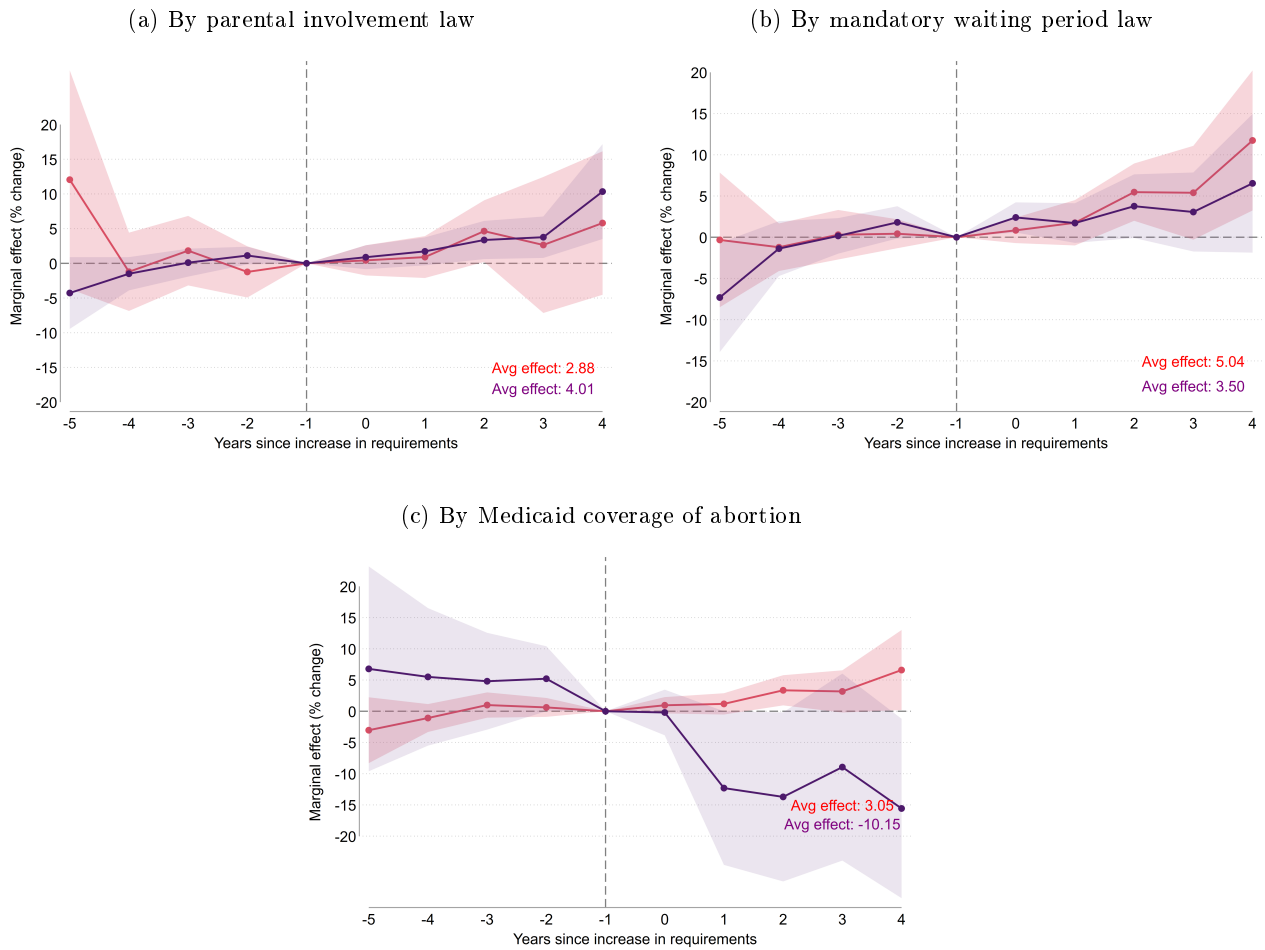 (a) By parental involvement law
20
15
10
5
0
-5
-10
-15
-20
Marginal effect (% change)
Avg effect: 2.88
Avg effect: 4.01
-5 -4 -3 -2 -1 0 1 2 3 4
Years since increase in requirements
(b) By mandatory waiting period law
20
15
10
5
0
-5
-10
-15
-20
Marginal effect (% change)
Avg effect: 5.04
Avg effect: 3.50
-5 -4 -3 -2 -1 0 1 2 3 4
Years since increase in requirements
(c) By Medicaid coverage of abortion
20
15
10
5
0
-5
-10
-15
-20
Marginal effect (% change)
Avg effect: 3.05
Avg effect: -10.15
-5 -4 -3 -2 -1 0 1 2 3 4
Years since increase in requirements